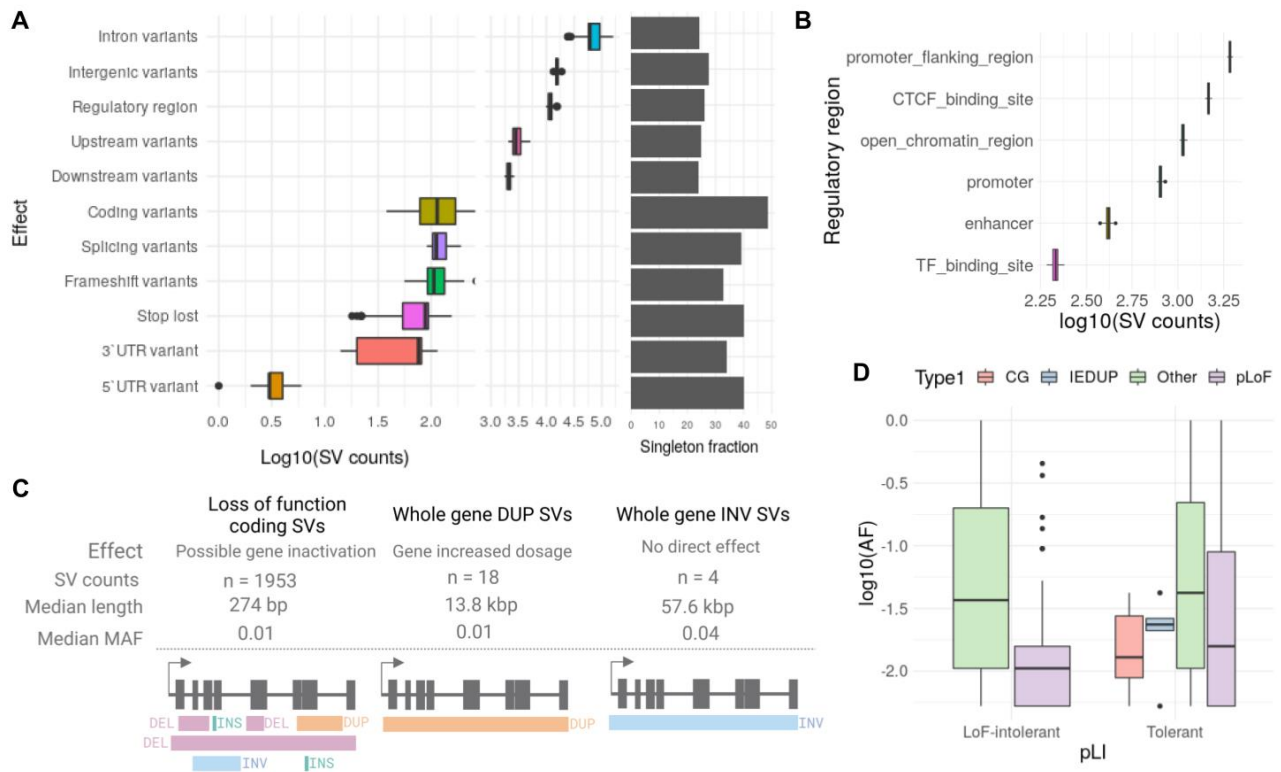 A
Intron variants
Intergenic variants
Regulatory region
Upstream variants
Downstream variants
Coding variants
Splicing variants
Frameshift variants
Stop lost
3`UTR variant
5`UTR variant
Effect
0.0 0.5 1.0 1.5 2.0 3.0 3.5 4.0 4.5 5.0
Log10(SV counts)
0 10 20 30 40 50
Singleton fraction
B
promoter_flanking_region
CTCF_binding_site
open_chromatin_region
promoter
enhancer
TF_binding_site
Regulatory region
2.25 2.50 2.75 3.00 3.25
log10(SV counts)
C
Loss of function
coding SVs
Whole gene DUP SVs
Whole gene INV SVs
Effect Possible gene inactivation Gene increased dosage No direct effect
SV counts n = 1953 n = 18 n = 4
Median length 274 bp 13.8 kbp 57.6 kbp
Median MAF 0.01 0.01 0.04
DEL INS DEL DUP DUP INV
DEL
INV INS
D
Type1 CG IEDUP Other pLoF
0.0
-0.5
-1.0
-1.5
-2.0
log10(AF)
LoF-intolerant Tolerant
pLI